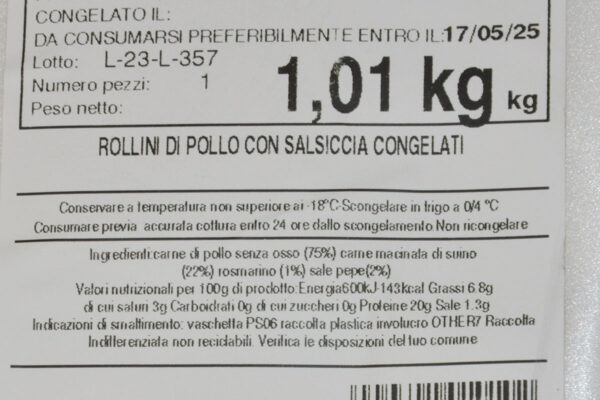 CONGELATO IL:
DA CONSUMARSI PREFERIBILMENTE ENTRO IL:17/05/25
Lotto: L-23-L-357
Numero pezzi: 1
Peso netto: 1,01 kg kg
ROLLINI DI POLLO CON SALSICCIA CONGELATI
Conservare a temperatura non superiore ai -18°C-Scongelare in frigo a 0/4 °C
Consumare previa accurata cottura entro 24 ore dallo scongelamento Non ricongelare
Ingredienti:carne di pollo senza osso (75%) carne macinata di suino
(22%) rosmarino (1%) sale pepe(2%)
Valori nutrizionali per 100g di prodotto:Energia600kJ-143kcal Grassi 6.8g
di cui saturi 3g Carboidrati 0g di cui zuccheri 0g Proteine 20g Sale 1.3g
Indicazioni di smaltimento: vaschetta PS06 raccolta plastica involucro OTHER7 Raccolta
Indifferenziata non reciclabili. Verifica le disposizioni del tuo comune